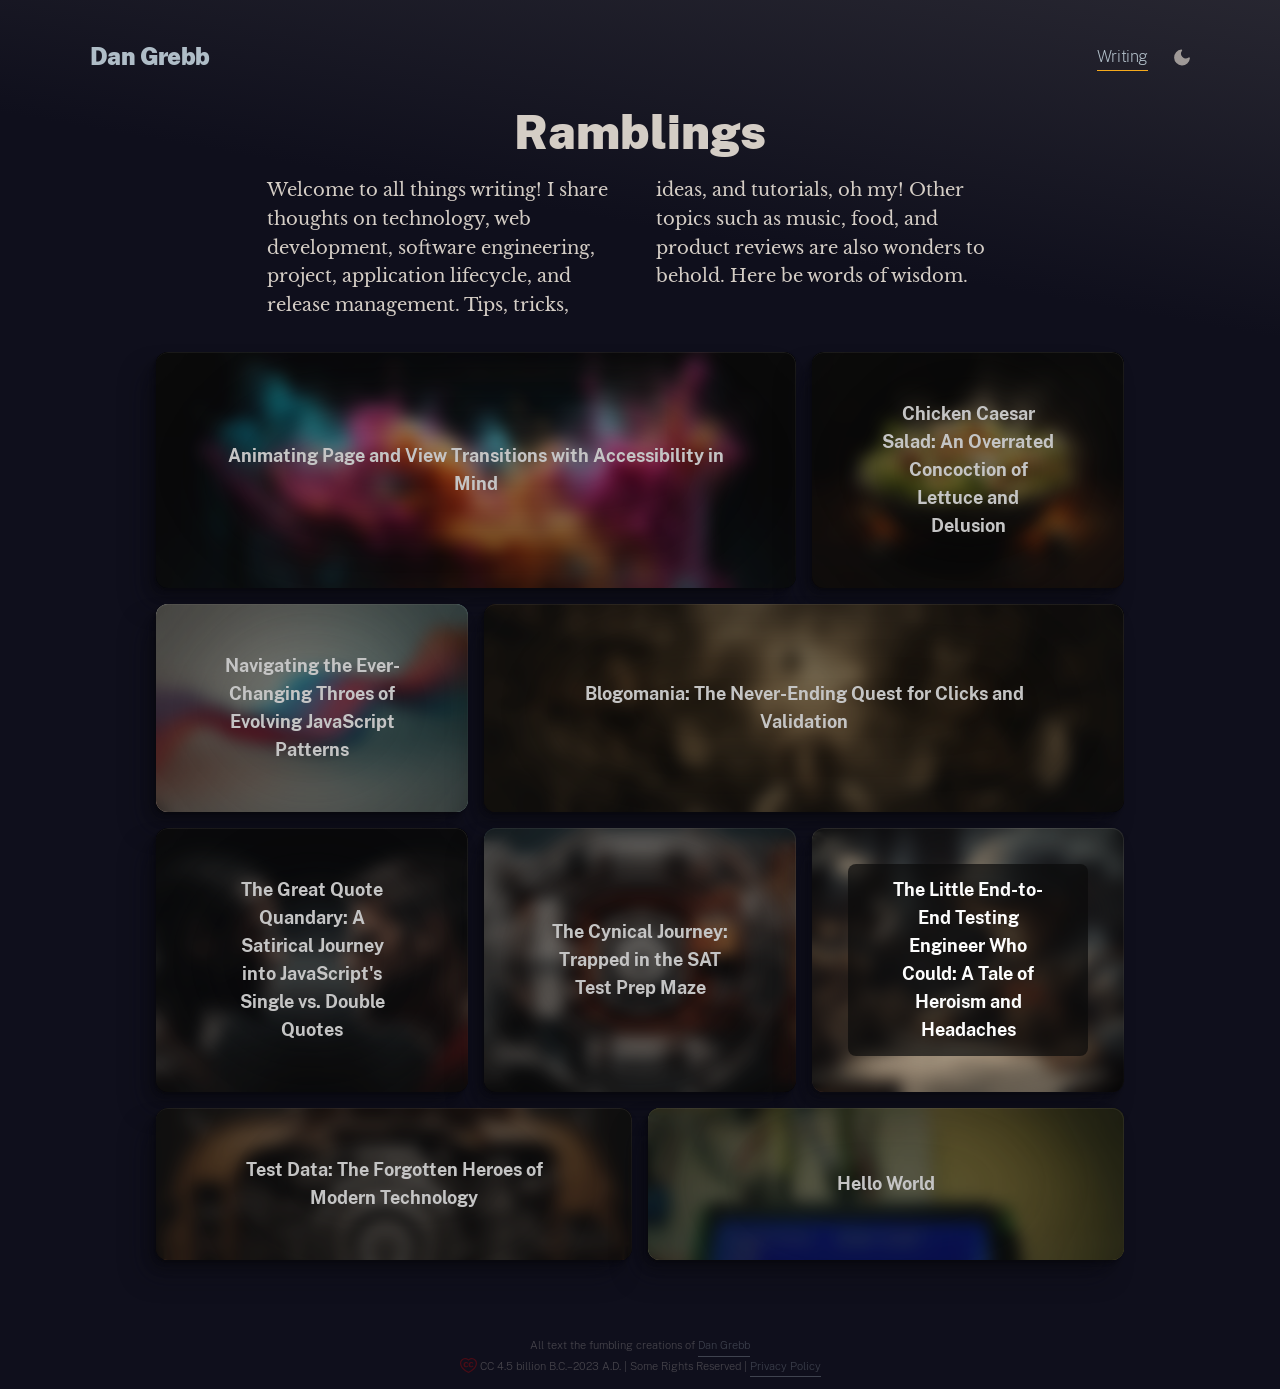 Dan Grebb
Writing
Ramblings
Welcome to all things writing! I share
thoughts on technology, web
development, software engineering,
project, application lifecycle, and
release management. Tips, tricks,
ideas, and tutorials, oh my! Other
topics such as music, food, and
product reviews are also wonders to
behold. Here be words of wisdom.
Animating Page and View Transitions with Accessibility in
Mind
Chicken Caesar
Salad: An Overrated
Concoction of
Lettuce and
Delusion
Navigating the Ever-
Changing Throes of
Evolving JavaScript
Patterns
Blogomania: The Never-Ending Quest for Clicks and
Validation
The Great Quote
Quandary: A
Satirical Journey
into JavaScript's
Single vs. Double
Quotes
The Cynical Journey:
Trapped in the SAT
Test Prep Maze
The Little End-to-
End Testing
Engineer Who
Could: A Tale of
Heroism and
Headaches
Test Data: The Forgotten Heroes of
Modern Technology
Hello World
All text the fumbling creations of Dan Grebb
CC 4.5 billion B.C.–2023 A.D. | Some Rights Reserved | Privacy Policy